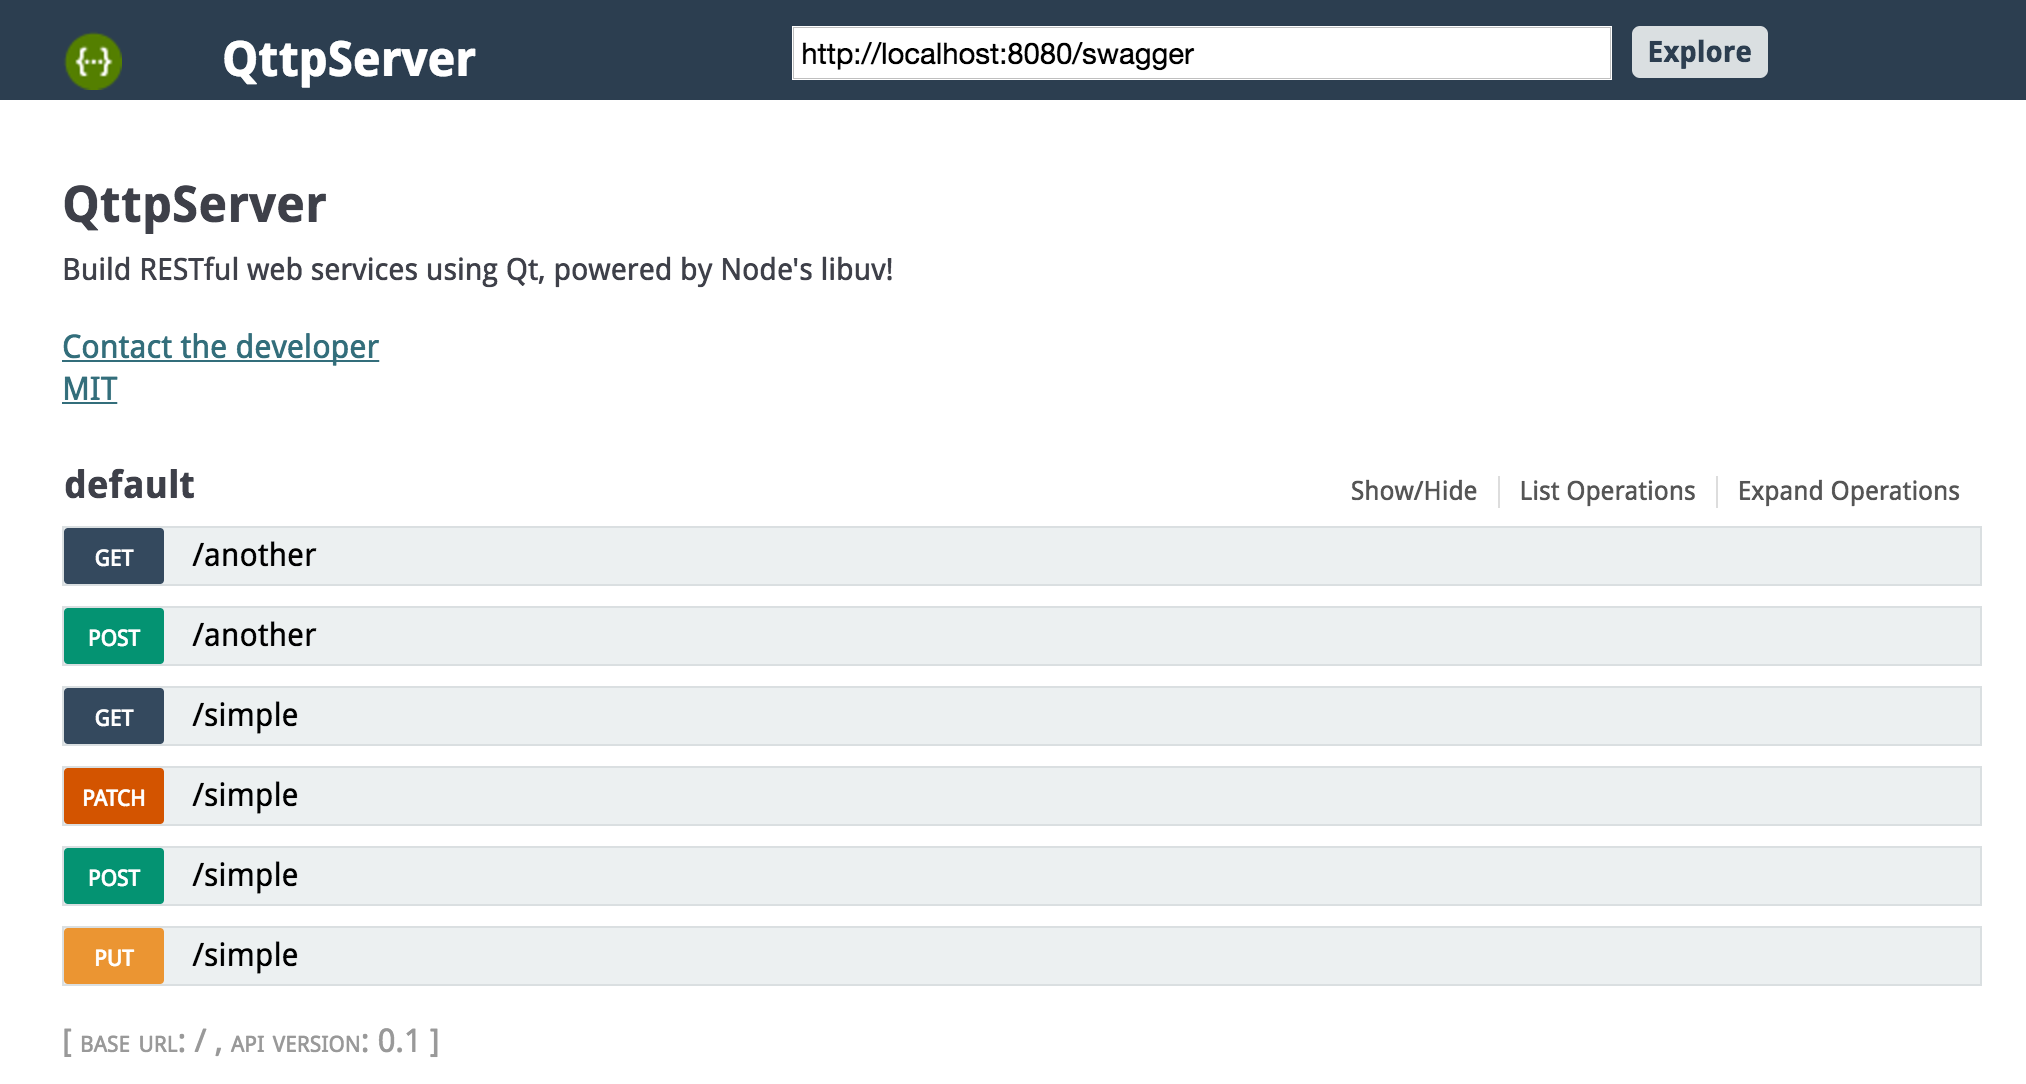 {···} QttpServer http://localhost:8080/swagger Explore
QttpServer
Build RESTful web services using Qt, powered by Node's libuv!
Contact the developer
MIT
default Show/Hide List Operations Expand Operations
GET /another
POST /another
GET /simple
PATCH /simple
POST /simple
PUT /simple
[ BASE URL: / , API VERSION: 0.1 ]